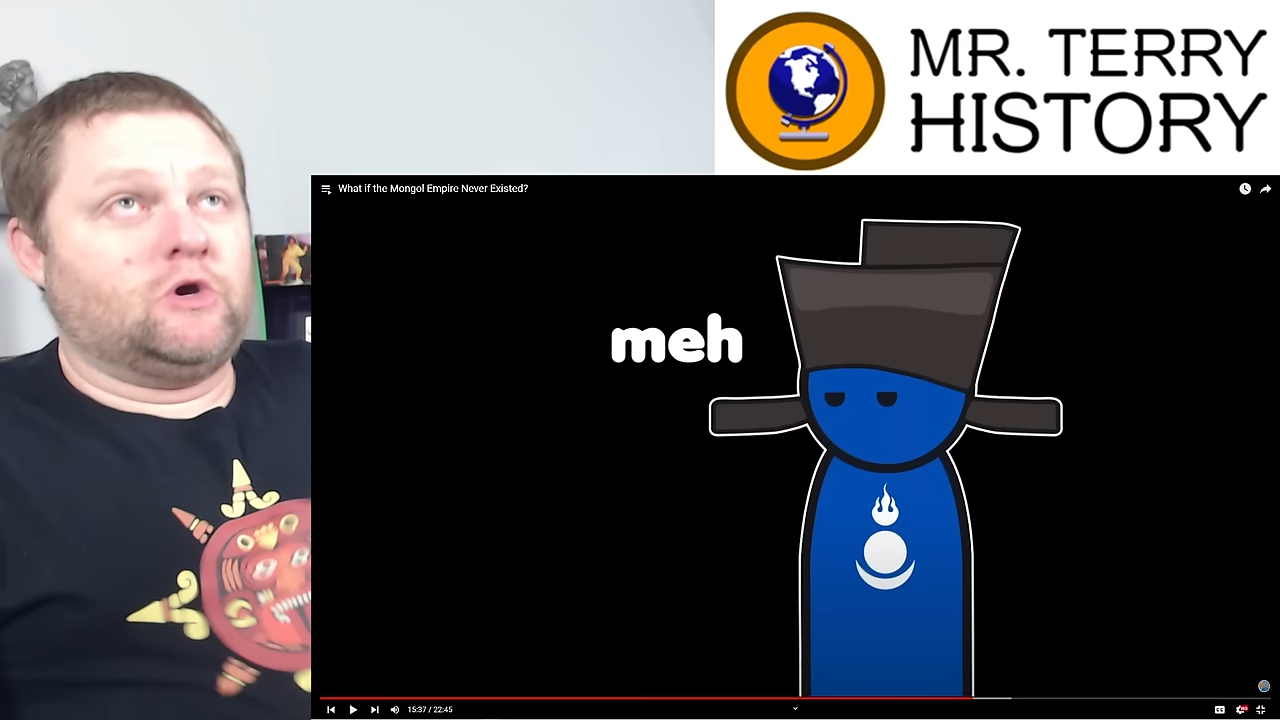 MR. TERRY
HISTORY
What if the Mongol Empire Never Existed?
meh
15:37 / 22:45